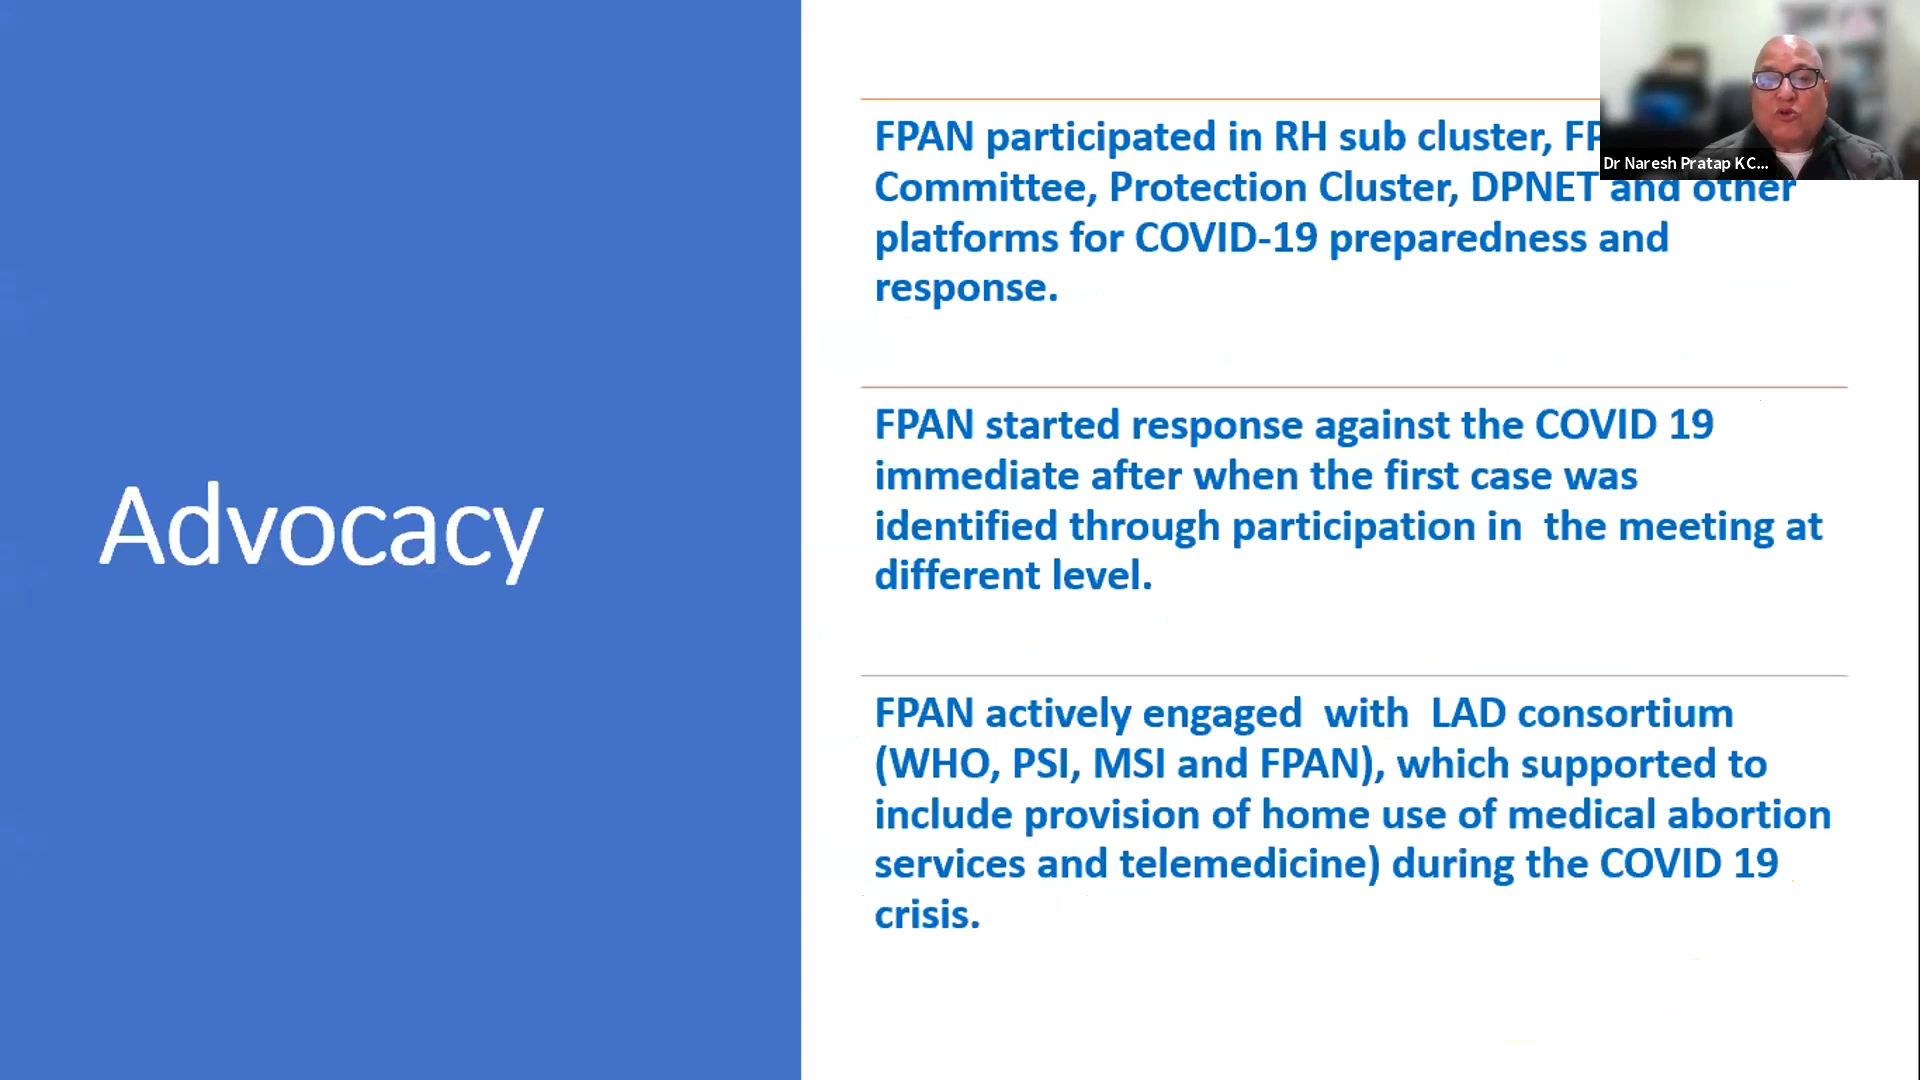 Advocacy
FPAN participated in RH sub cluster,
Committee, Protection Cluster, DPNET and other
platforms for COVID-19 preparedness and
response.
FPAN started response against the COVID 19
immediate after when the first case was
identified through participation in the meeting at
different level.
FPAN actively engaged with LAD consortium
(WHO, PSI, MSI and FPAN), which supported to
include provision of home use of medical abortion
services and telemedicine) during the COVID 19
crisis.
Dr Naresh Pratap KC...